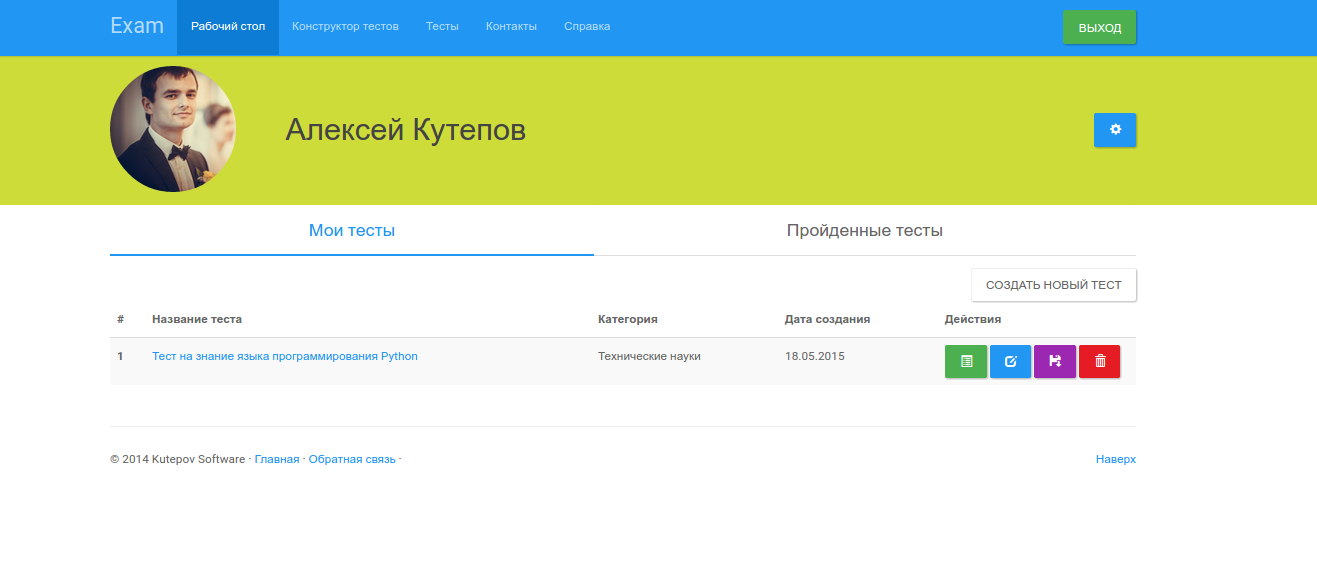 Exam Рабочий стол Конструктор тестов Тесты Контакты Справка ВЫХОД
Алексей Кутепов
Мои тесты Пройденные тесты
СОЗДАТЬ НОВЫЙ ТЕСТ
# Название теста Категория Дата создания Действия
1 Тест на знание языка программирования Python Технические науки 18.05.2015
© 2014 Kutepov Software · Главная · Обратная связь · Наверх